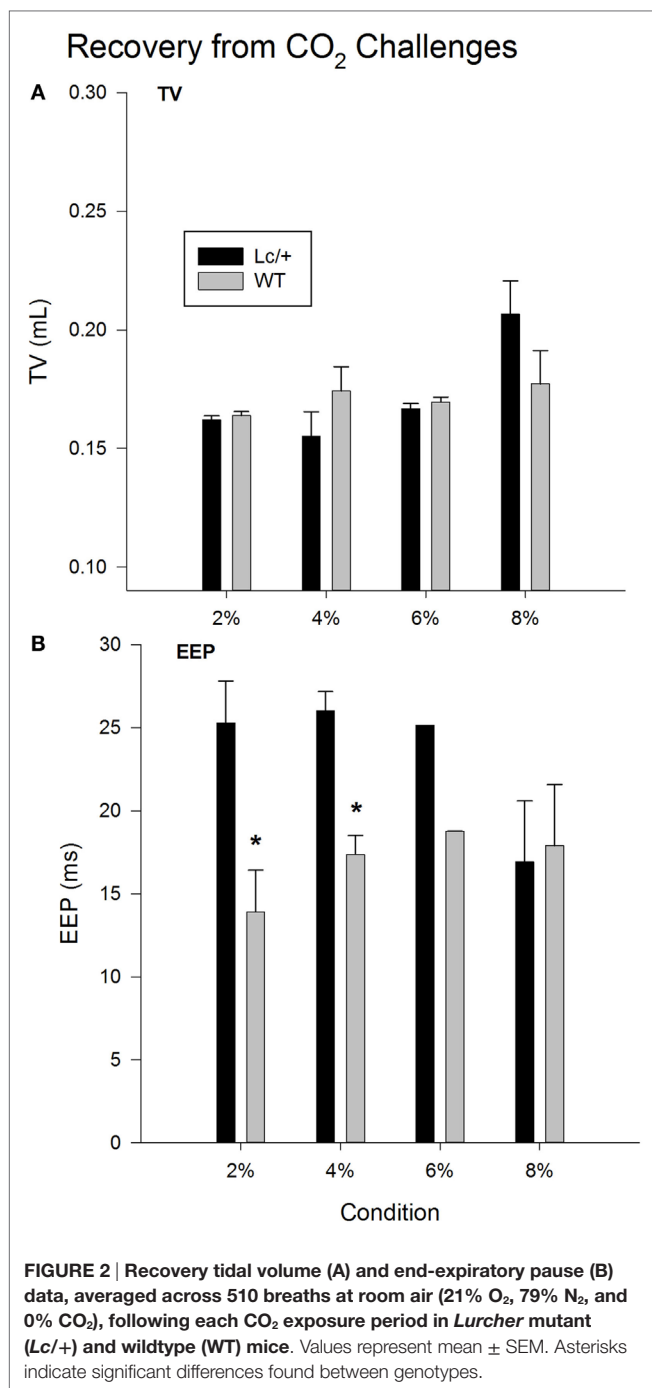 Recovery from CO₂ Challenges
A
TV
0.30
0.25
Lc/+
WT
0.20
0.15
0.10
TV (mL)
2% 4% 6% 8%
B
EEP
30
25
*
*
20
15
10
5
0
EEP (ms)
2% 4% 6% 8%
Condition
FIGURE 2 | Recovery tidal volume (A) and end-expiratory pause (B)
data, averaged across 510 breaths at room air (21% O₂, 79% N₂, and
0% CO₂), following each CO₂ exposure period in Lurcher mutant
(Lc/+) and wildtype (WT) mice. Values represent mean ± SEM. Asterisks
indicate significant differences found between genotypes.